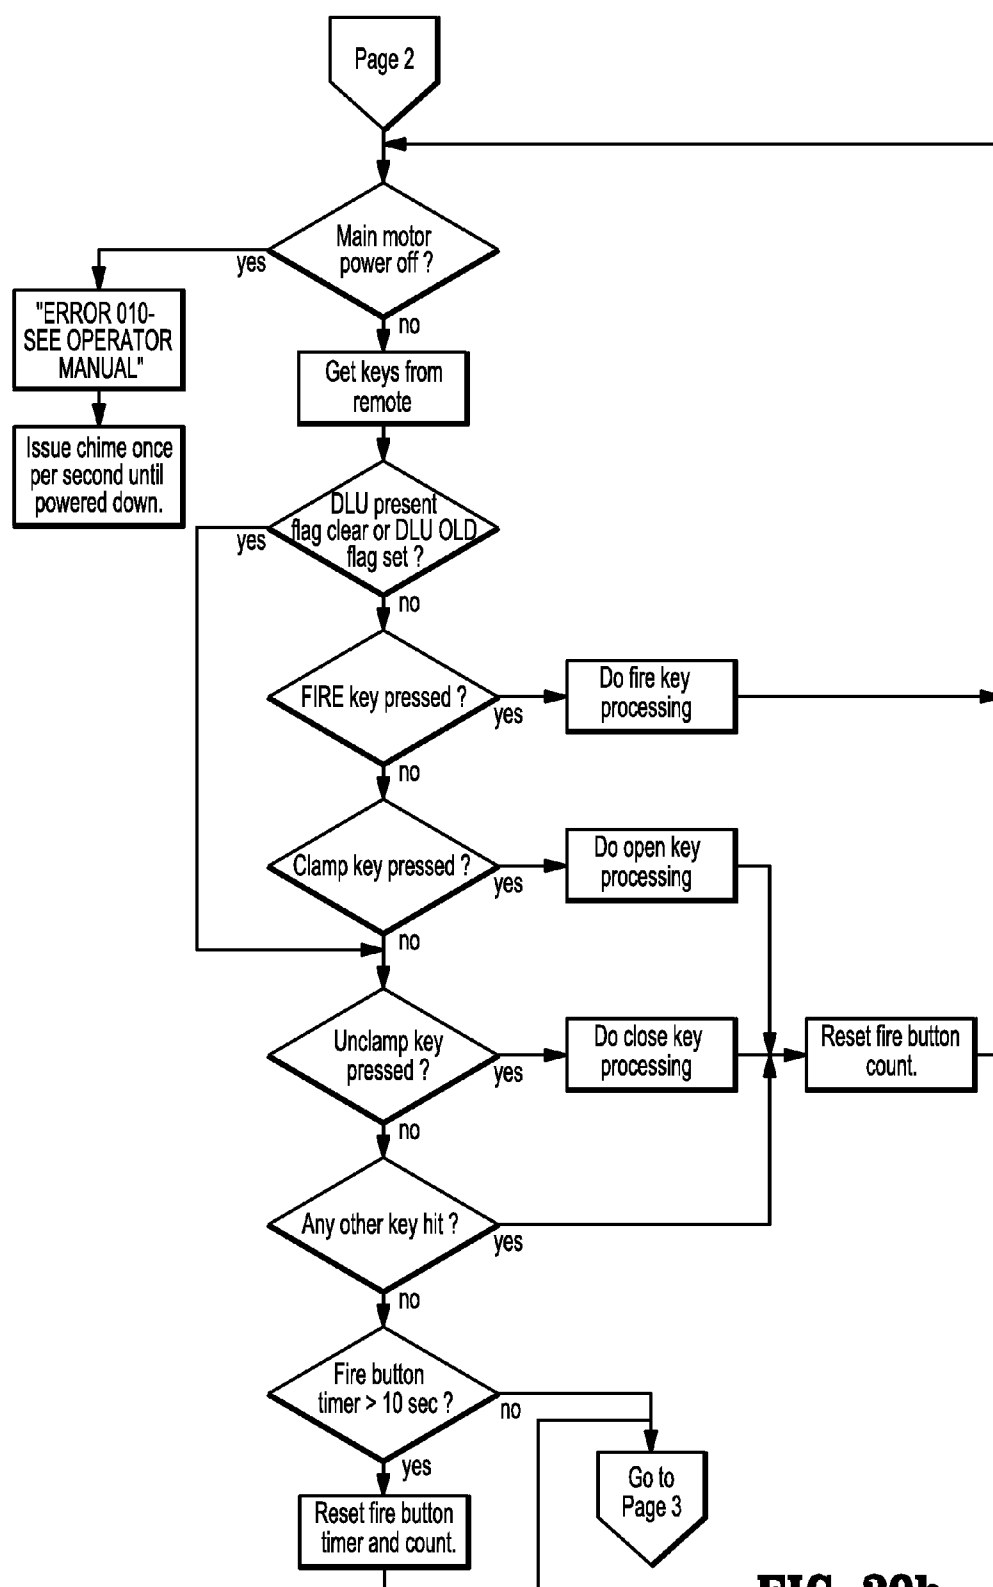 Page 2
Main motor
power off ?
yes
no
"ERROR 010-
SEE OPERATOR
MANUAL"
Get keys from
remote
Issue chime once
per second until
powered down.
DLU present
flag clear or DLU OLD
flag set ?
yes
no
FIRE key pressed ?
yes
Do fire key
processing
no
Clamp key pressed ?
yes
Do open key
processing
no
Unclamp key
pressed ?
yes
Do close key
processing
Reset fire button
count.
no
Any other key hit ?
yes
no
Fire button
timer > 10 sec ?
no
yes
Go to
Page 3
Reset fire button
timer and count.